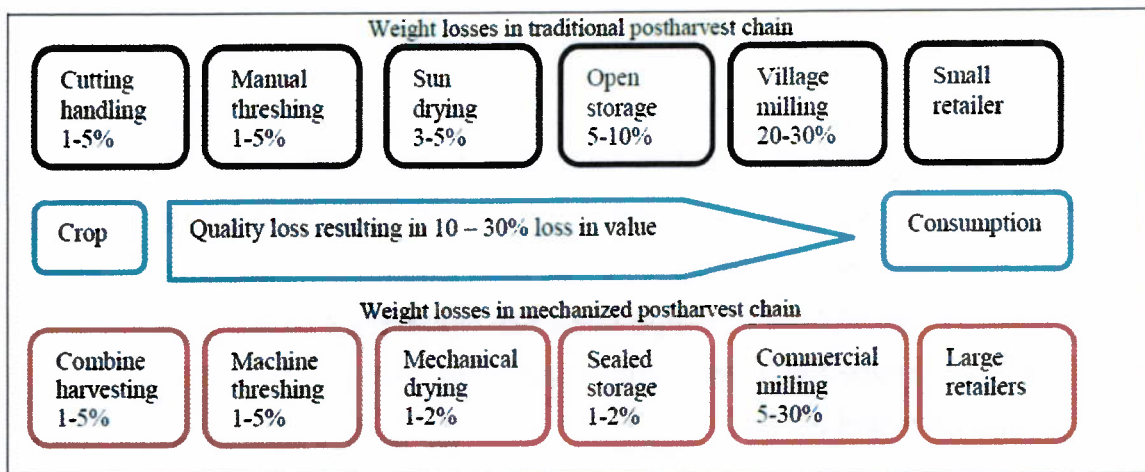 Weight losses in traditional postharvest chain
Cutting
handling
1-5%
Manual
threshing
1-5%
Sun
drying
3-5%
Open
storage
5-10%
Village
milling
20-30%
Small
retailer
Crop
Quality loss resulting in 10 – 30% loss in value
Consumption
Weight losses in mechanized postharvest chain
Combine
harvesting
1-5%
Machine
threshing
1-5%
Mechanical
drying
1-2%
Sealed
storage
1-2%
Commercial
milling
5-30%
Large
retailers